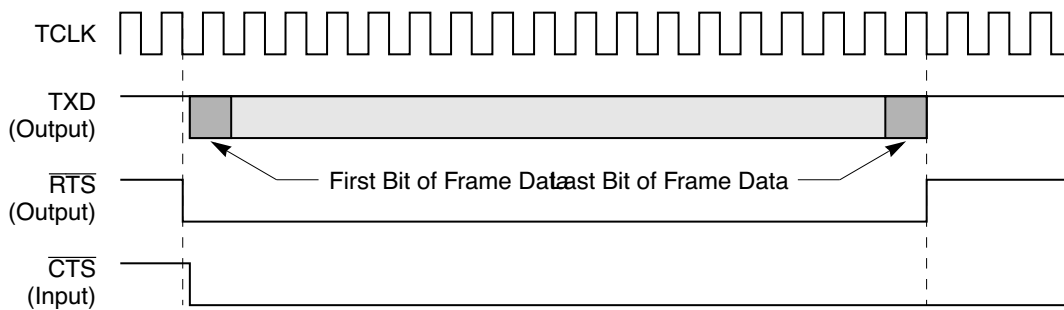 TCLK
TXD
(Output)
First Bit of Frame Data
Last Bit of Frame Data
RTS
(Output)
CTS
(Input)